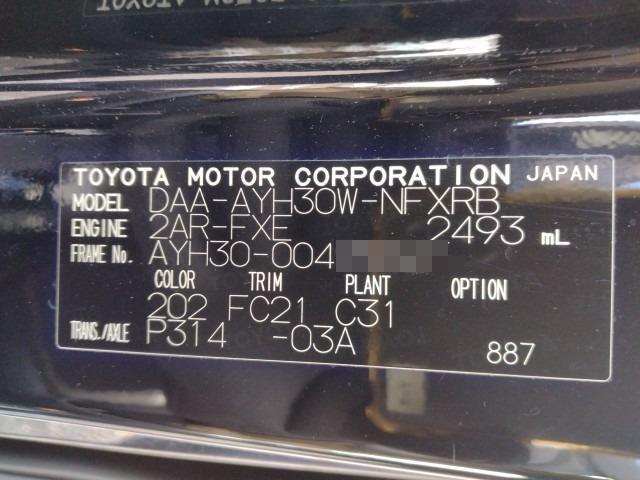 TOYOTA MOTOR CORPORATION JAPAN
MODEL DAA-AYH30W-NFXRB
ENGINE 2AR-FXE 2493 mL
FRAME No. AYH30-004
COLOR TRIM PLANT OPTION
202 FC21 C31
TRANS./AXLE P314 -03A 887